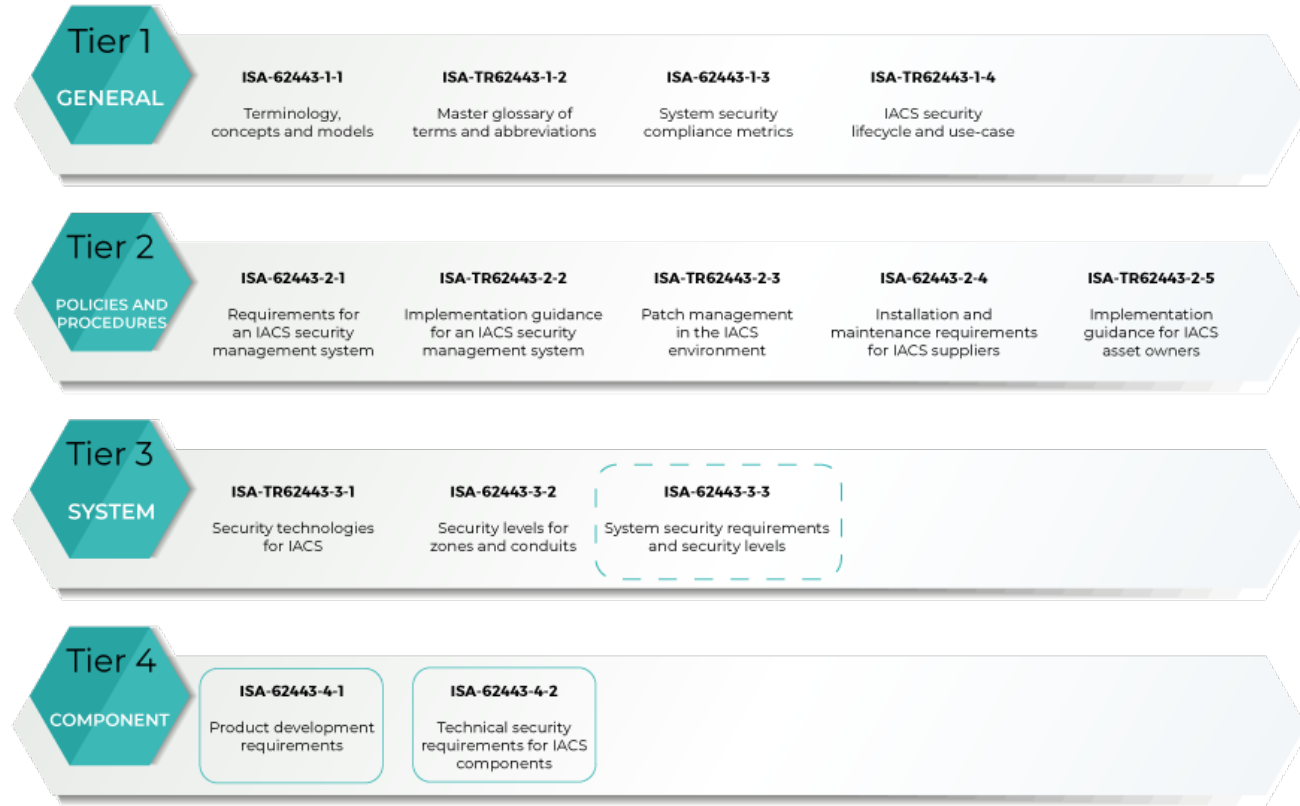 Tier 1
GENERAL
ISA-62443-1-1
Terminology,
concepts and models
ISA-TR62443-1-2
Master glossary of
terms and abbreviations
ISA-62443-1-3
System security
compliance metrics
ISA-TR62443-1-4
IACS security
lifecycle and use-case
Tier 2
POLICIES AND
PROCEDURES
ISA-62443-2-1
Requirements for
an IACS security
management system
ISA-TR62443-2-2
Implementation guidance
for an IACS security
management system
ISA-TR62443-2-3
Patch management
in the IACS
environment
ISA-62443-2-4
Installation and
maintenance requirements
for IACS suppliers
ISA-TR62443-2-5
Implementation
guidance for IACS
asset owners
Tier 3
SYSTEM
ISA-TR62443-3-1
Security technologies
for IACS
ISA-62443-3-2
Security levels for
zones and conduits
ISA-62443-3-3
System security requirements
and security levels
Tier 4
COMPONENT
ISA-62443-4-1
Product development
requirements
ISA-62443-4-2
Technical security
requirements for IACS
components